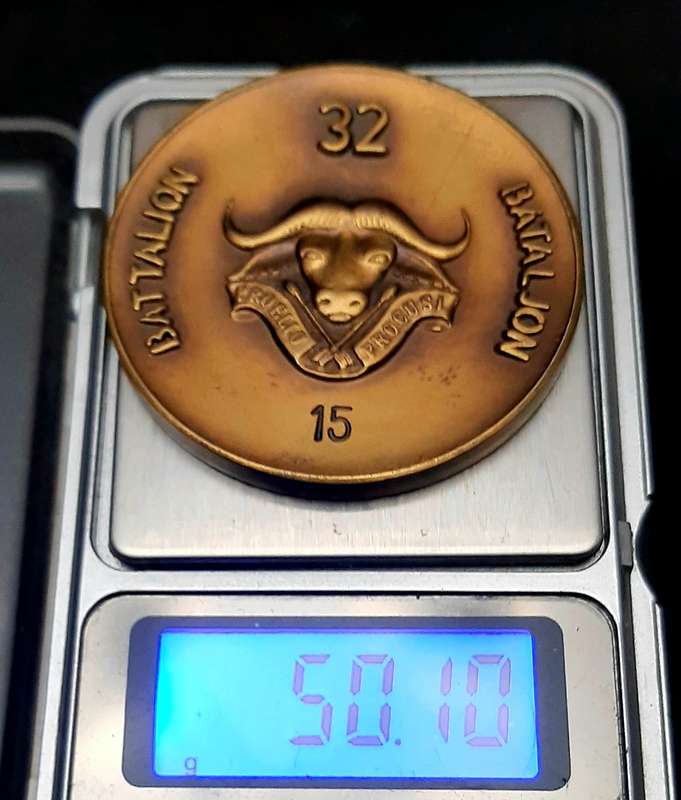 32
BATTALION
BATALJON
PROELIO
PROCUSI
15
50.10
g